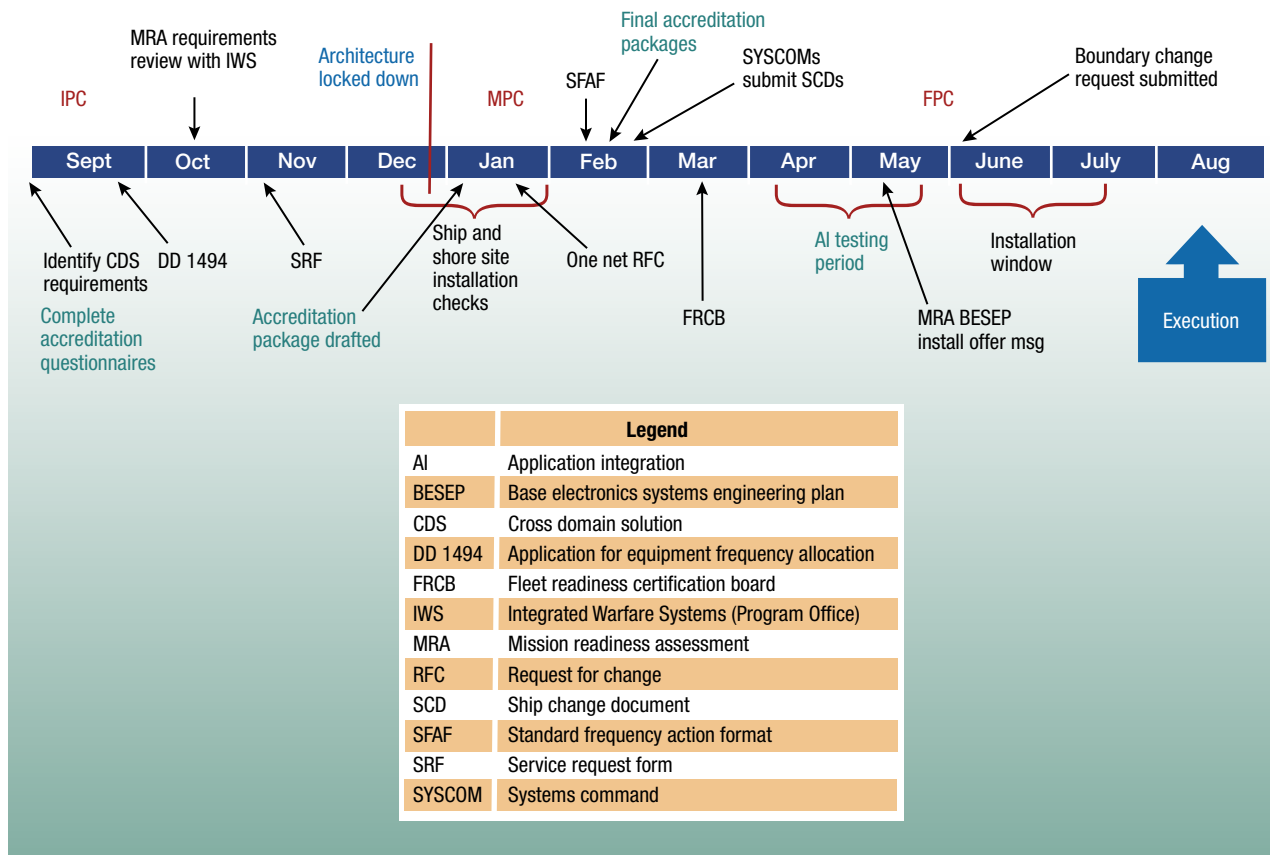 IPC
MRA requirements
review with IWS
Architecture
locked down
MPC
SFAF
Final accreditation
packages
SYSCOMs
submit SCDs
FPC
Boundary change
request submitted
Sept Oct Nov Dec Jan Feb Mar Apr May June July Aug
Identify CDS
requirements
Complete
accreditation
questionnaires
DD 1494
SRF
Accreditation
package drafted
Ship and
shore site
installation
checks
One net RFC
FRCB
AI testing
period
MRA BESEP
install offer msg
Installation
window
Execution
Legend
AI Application integration
BESEP Base electronics systems engineering plan
CDS Cross domain solution
DD 1494 Application for equipment frequency allocation
FRCB Fleet readiness certification board
IWS Integrated Warfare Systems (Program Office)
MRA Mission readiness assessment
RFC Request for change
SCD Ship change document
SFAF Standard frequency action format
SRF Service request form
SYSCOM Systems command